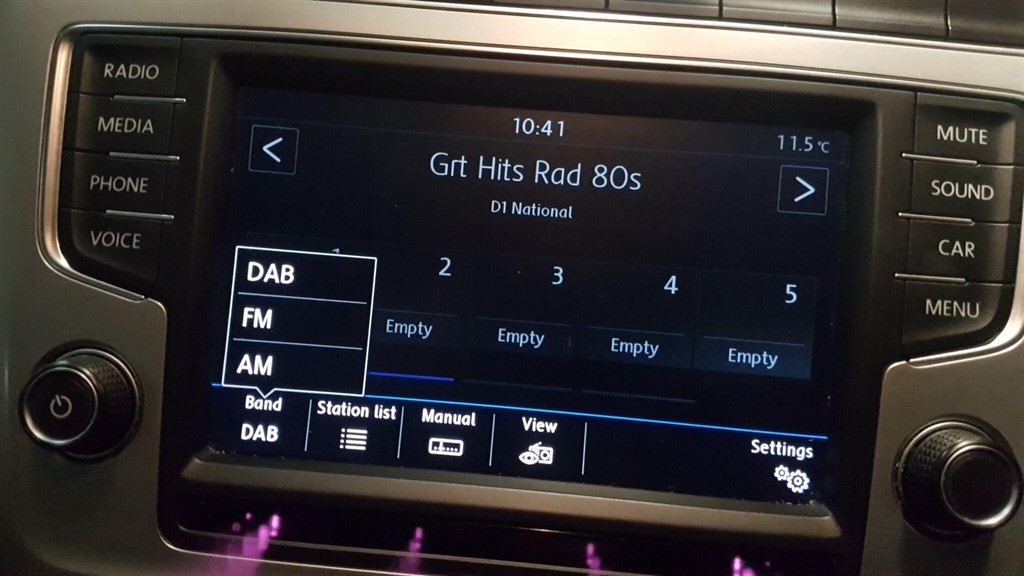 RADIO
MEDIA
PHONE
VOICE
10:41
11.5°C
<
Grt Hits Rad 80s
>
D1 National
DAB
FM
AM
2
3
4
5
Empty
Empty
Empty
Empty
Band
DAB
Station list
Manual
View
Settings
MUTE
SOUND
CAR
MENU